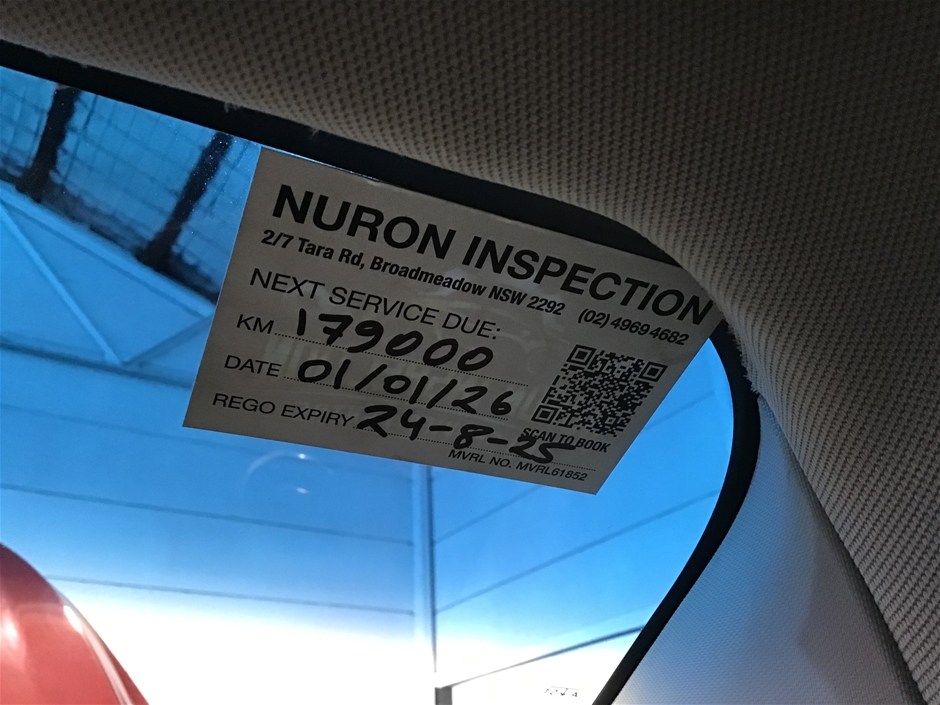 NURON INSPECTION
2/7 Tara Rd, Broadmeadow NSW 2292 (02) 4969 4682
NEXT SERVICE DUE:
KM 179000
DATE 01/01/26
REGO EXPIRY 24-8-25
SCAN TO BOOK
MVRL NO. MVRL61852